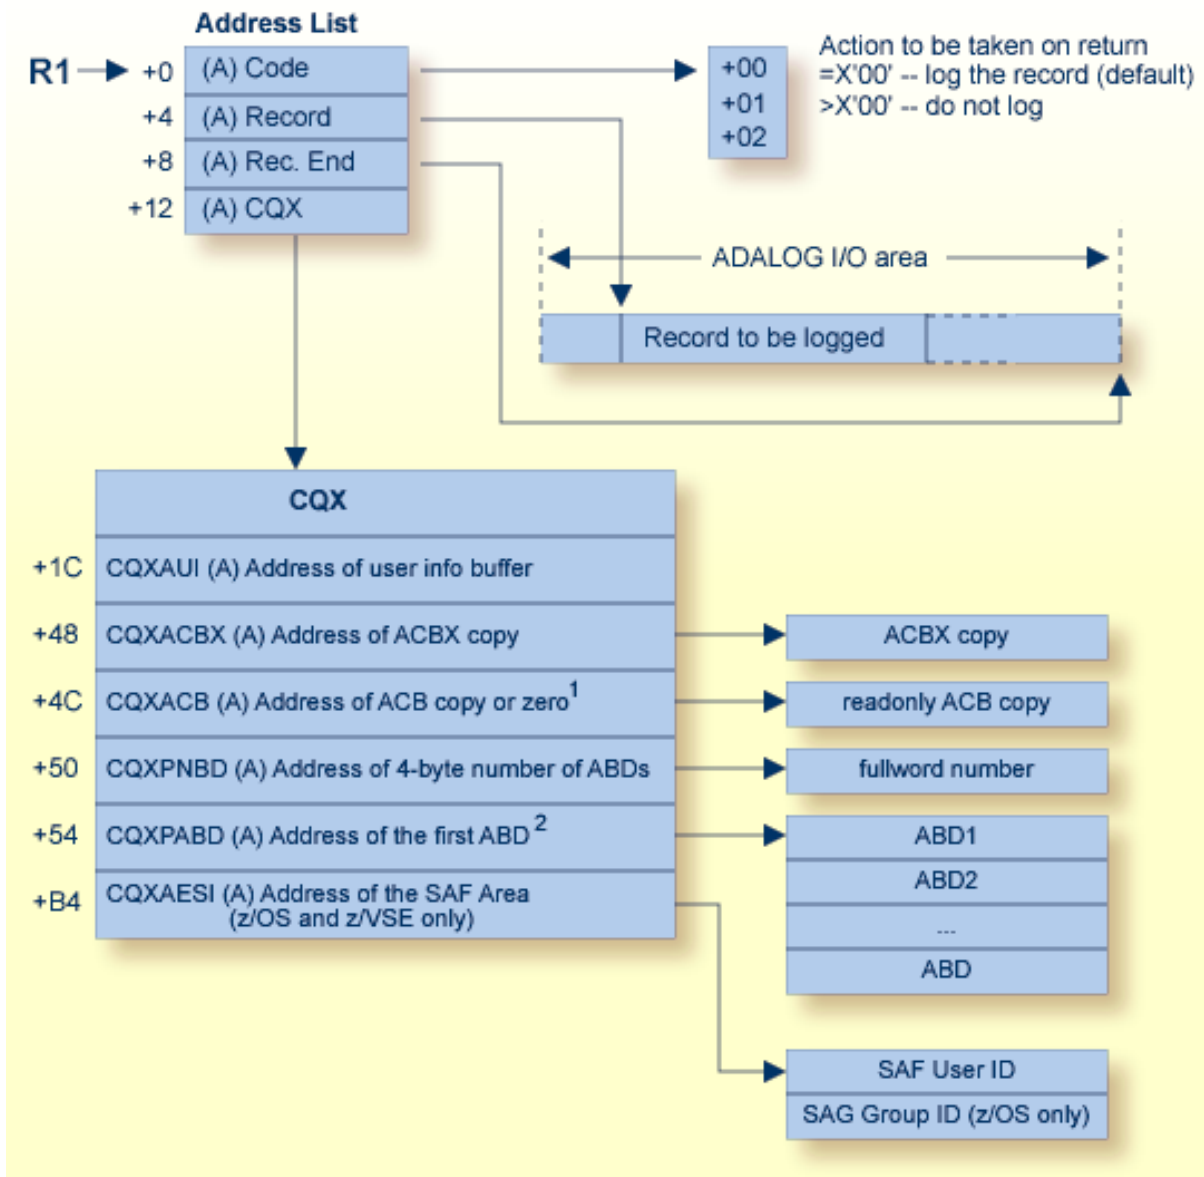 Address List
R1
+0
(A) Code
+4
(A) Record
+8
(A) Rec. End
+12
(A) CQX
+00
+01
+02
Action to be taken on return
=X'00' -- log the record (default)
>X'00' -- do not log
ADALOG I/O area
Record to be logged
CQX
+1C
CQXAUI (A) Address of user info buffer
+48
CQXACBX (A) Address of ACBX copy
ACBX copy
+4C
CQXACB (A) Address of ACB copy or zero1
readonly ACB copy
+50
CQXPNBD (A) Address of 4-byte number of ABDs
fullword number
+54
CQXPABD (A) Address of the first ABD2
ABD1
ABD2
...
ABD
+B4
CQXAESI (A) Address of the SAF Area
(z/OS and z/VSE only)
SAF User ID
SAG Group ID (z/OS only)